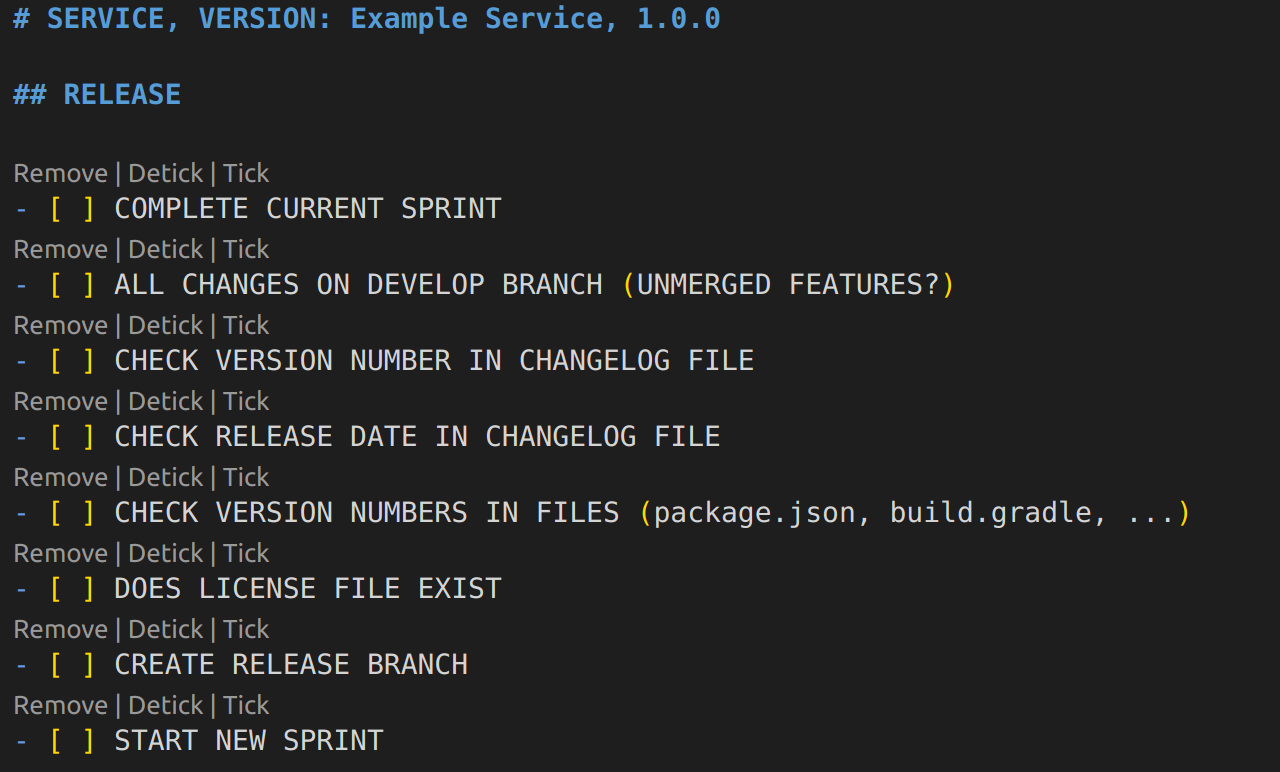 # SERVICE, VERSION: Example Service, 1.0.0
## RELEASE
Remove | Detick | Tick
- [ ] COMPLETE CURRENT SPRINT
Remove | Detick | Tick
- [ ] ALL CHANGES ON DEVELOP BRANCH (UNMERGED FEATURES?)
Remove | Detick | Tick
- [ ] CHECK VERSION NUMBER IN CHANGELOG FILE
Remove | Detick | Tick
- [ ] CHECK RELEASE DATE IN CHANGELOG FILE
Remove | Detick | Tick
- [ ] CHECK VERSION NUMBERS IN FILES (package.json, build.gradle, ...)
Remove | Detick | Tick
- [ ] DOES LICENSE FILE EXIST
Remove | Detick | Tick
- [ ] CREATE RELEASE BRANCH
Remove | Detick | Tick
- [ ] START NEW SPRINT